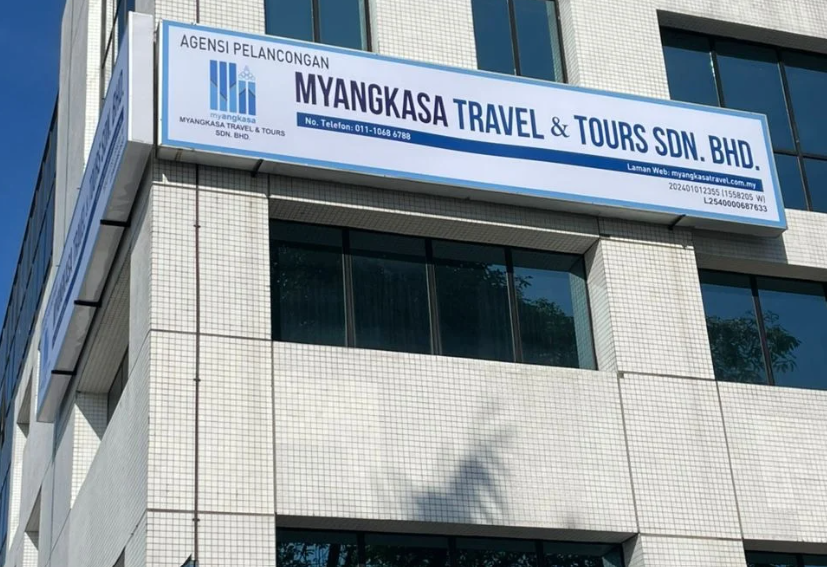 AGENSI PELANCONGAN
myangkasa
MYANGKASA TRAVEL & TOURS
SDN. BHD.
MYANGKASA TRAVEL & TOURS SDN. BHD.
No. Telefon: 011-1068 6788
Laman Web: myangkasatravel.com.my
202401012355 (1558205 W)
L2540000687633